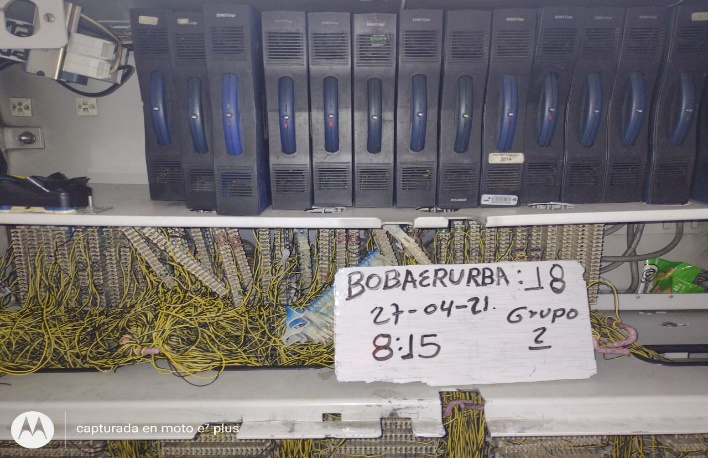 BOBAERURBA:18
27-04-21.
8:15
Grupo
2
capturada en moto e⁷ plus